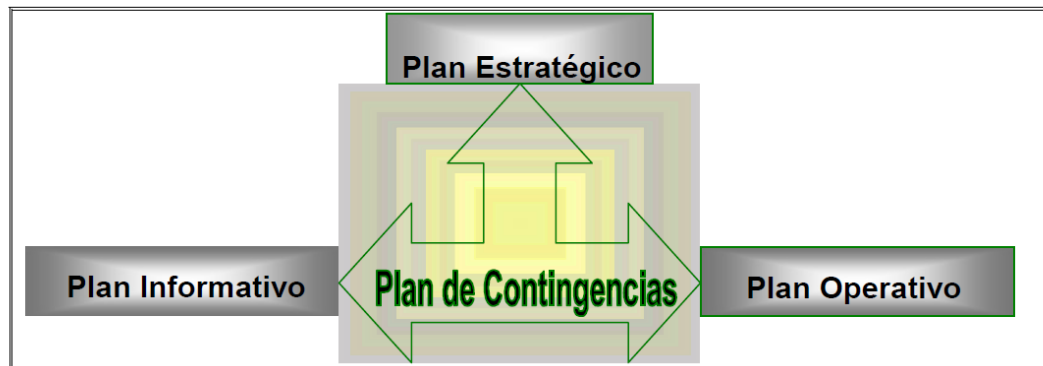 Plan Estratégico
Plan Informativo
Plan de Contingencias
Plan Operativo